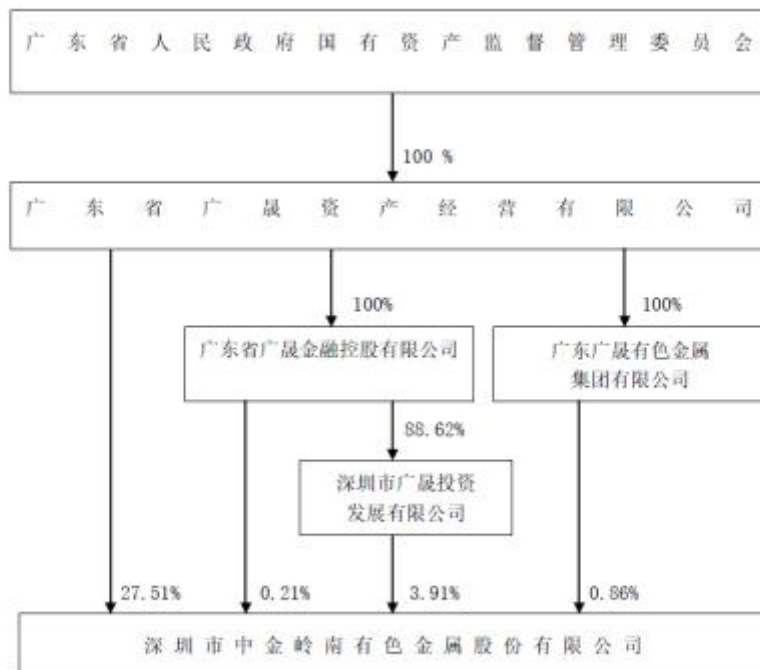 广东省人民政府国有资产监督管理委员会
100 %
广东省广晟资产经营有限公司
100%
100%
广东省广晟金融控股有限公司
广东广晟有色金属
集团有限公司
88.62%
深圳市广晟投资
发展有限公司
27.51%
0.21%
3.91%
0.86%
深圳市中金岭南有色金属股份有限公司